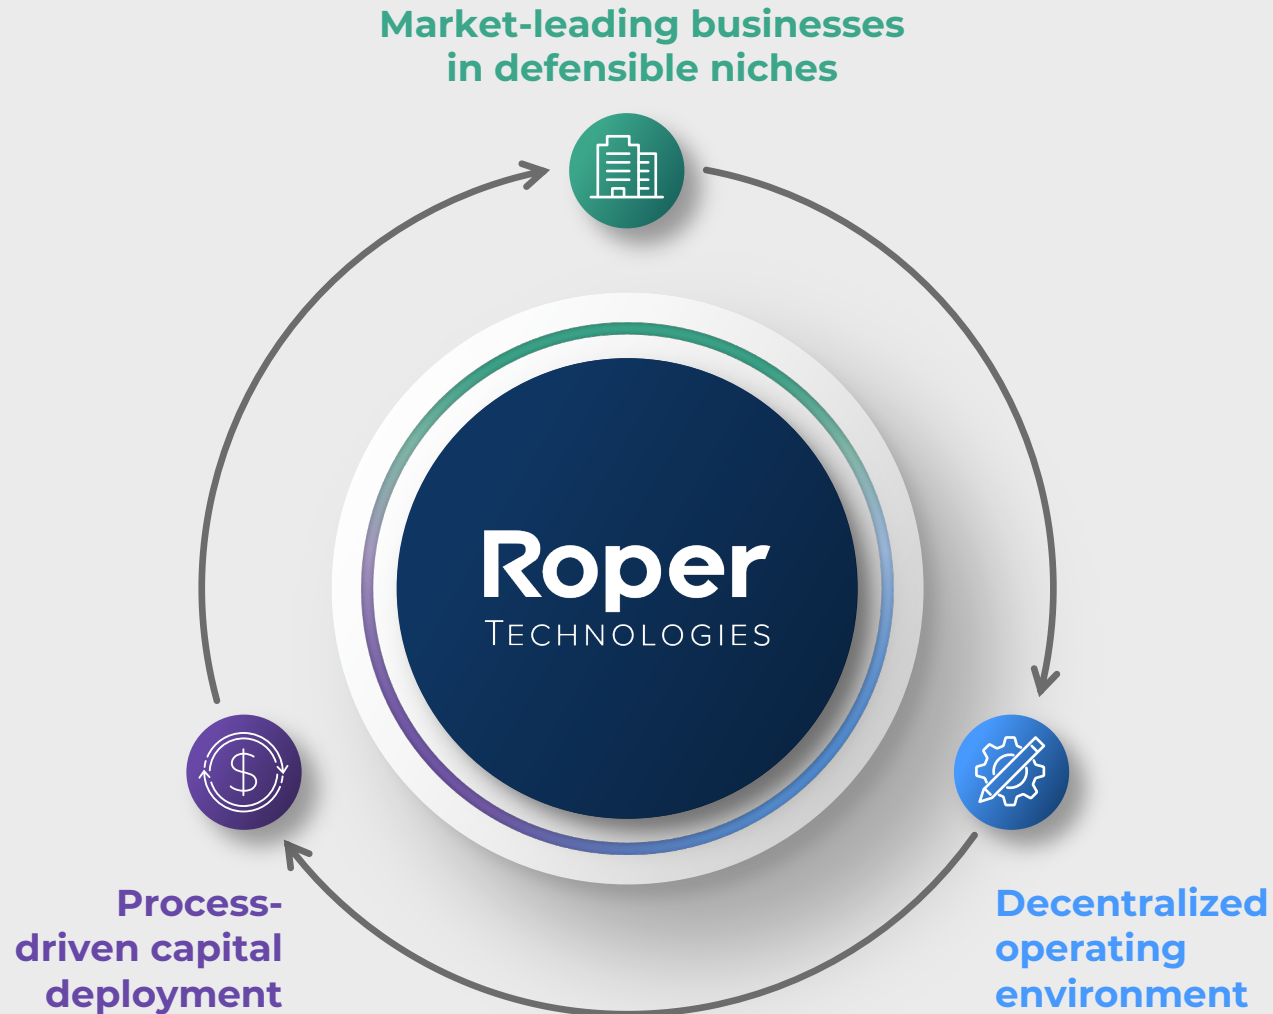 Market-leading businesses
in defensible niches
Roper
TECHNOLOGIES
Process-
driven capital
deployment
Decentralized
operating
environment